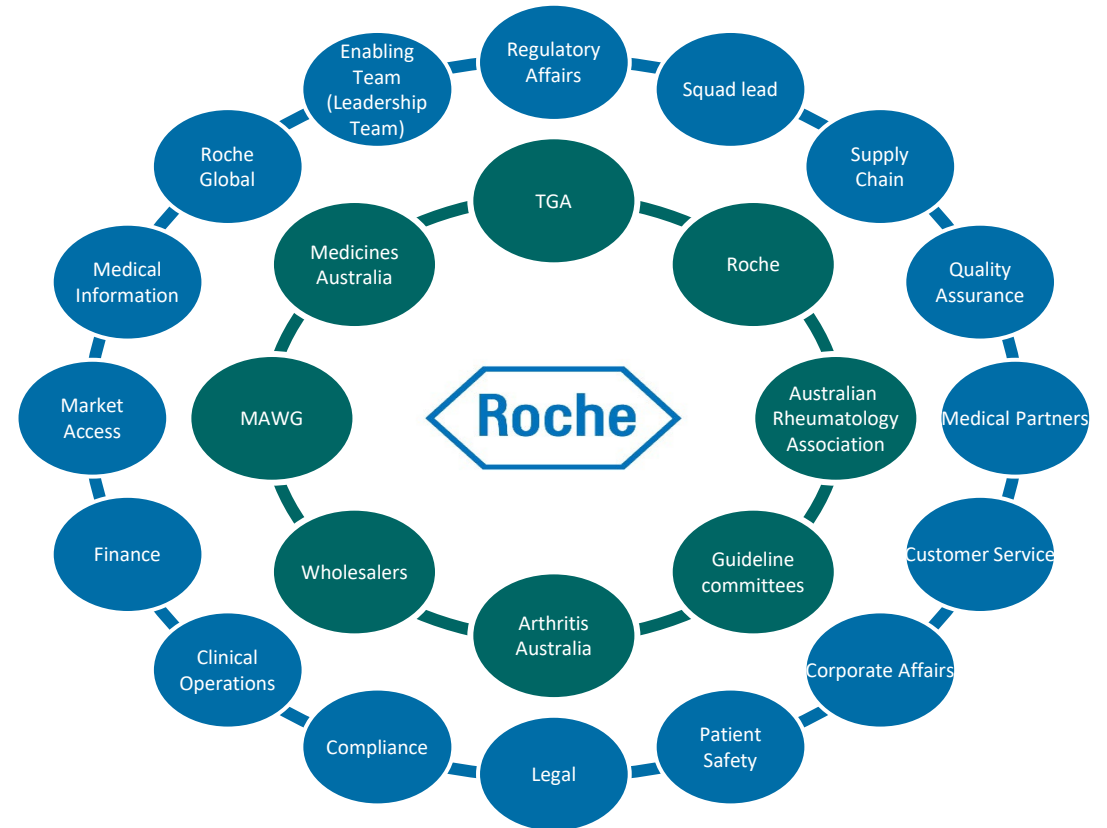 Regulatory
Affairs
Squad lead
Supply
Chain
Quality
Assurance
Medical Partners
Customer Service
Corporate Affairs
Patient
Safety
Legal
Compliance
Clinical
Operations
Finance
Market
Access
Medical
Information
Roche
Global
Enabling
Team
(Leadership
Team)
TGA
Roche
Australian
Rheumatology
Association
Guideline
committees
Arthritis
Australia
Wholesalers
MAWG
Medicines
Australia
Roche